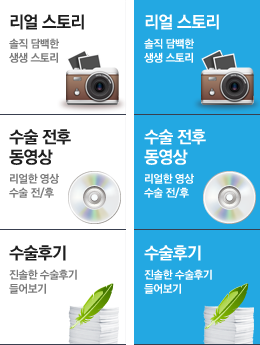 리얼 스토리
솔직 담백한
생생 스토리
수술 전후
동영상
리얼한 영상
수술 전/후
수술후기
진솔한 수술후기
들어보기
리얼 스토리
솔직 담백한
생생 스토리
수술 전후
동영상
리얼한 영상
수술 전/후
수술후기
진솔한 수술후기
들어보기